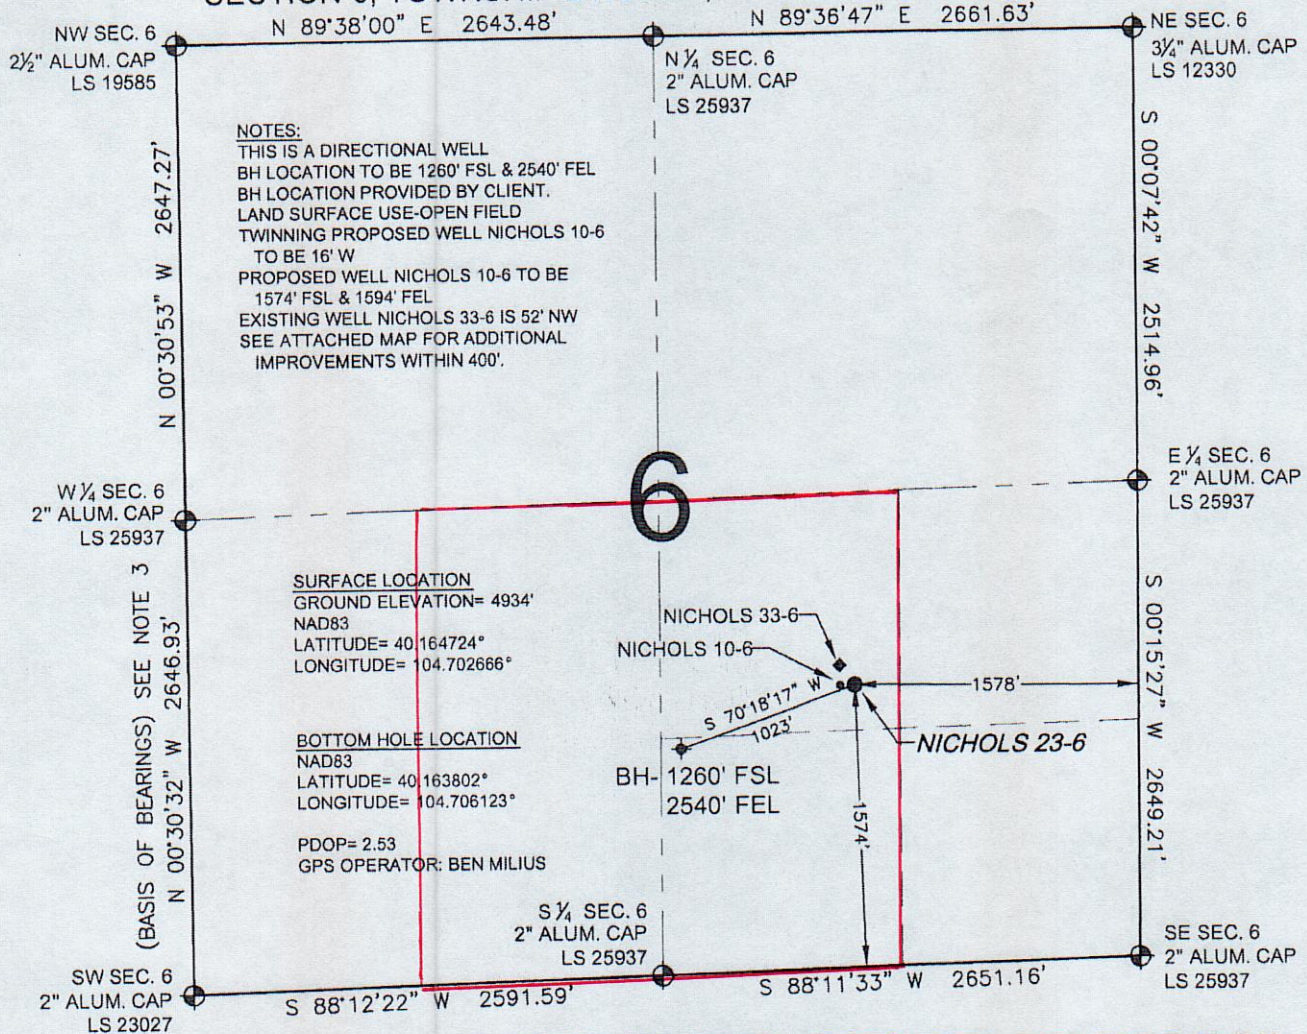 SECTION 6,
N 89°38'00" E 2643.48'
N 89°36'47" E 2661.63'
NW SEC. 6
2½" ALUM. CAP
LS 19585
N ¼ SEC. 6
2" ALUM. CAP
LS 25937
NE SEC. 6
3¼" ALUM. CAP
LS 12330
NOTES:
THIS IS A DIRECTIONAL WELL
BH LOCATION TO BE 1260' FSL & 2540' FEL
BH LOCATION PROVIDED BY CLIENT.
LAND SURFACE USE-OPEN FIELD
TWINNING PROPOSED WELL NICHOLS 10-6
TO BE 16' W
PROPOSED WELL NICHOLS 10-6 TO BE
1574' FSL & 1594' FEL
EXISTING WELL NICHOLS 33-6 IS 52' NW
SEE ATTACHED MAP FOR ADDITIONAL
IMPROVEMENTS WITHIN 400'.
N 00°30'53" W 2647.27'
S 00°07'42" W 2514.96'
W ¼ SEC. 6
2" ALUM. CAP
LS 25937
6
E ¼ SEC. 6
2" ALUM. CAP
LS 25937
(BASIS OF BEARINGS) SEE NOTE 3
N 00°30'32" W 2646.93'
SURFACE LOCATION
GROUND ELEVATION= 4934'
NAD83
LATITUDE= 40.164724°
LONGITUDE= 104.702666°
NICHOLS 33-6
NICHOLS 10-6
1578'
S 70°18'17" W
1023'
NICHOLS 23-6
BH- 1260' FSL
2540' FEL
1574'
S 00°15'27" W 2649.21'
BOTTOM HOLE LOCATION
NAD83
LATITUDE= 40.163802°
LONGITUDE= 104.706123°
PDOP= 2.53
GPS OPERATOR: BEN MILIUS
S ¼ SEC. 6
2" ALUM. CAP
LS 25937
SW SEC. 6
2" ALUM. CAP
LS 23027
S 88°12'22" W 2591.59'
S 88°11'33" W 2651.16'
SE SEC. 6
2" ALUM. CAP
LS 25937